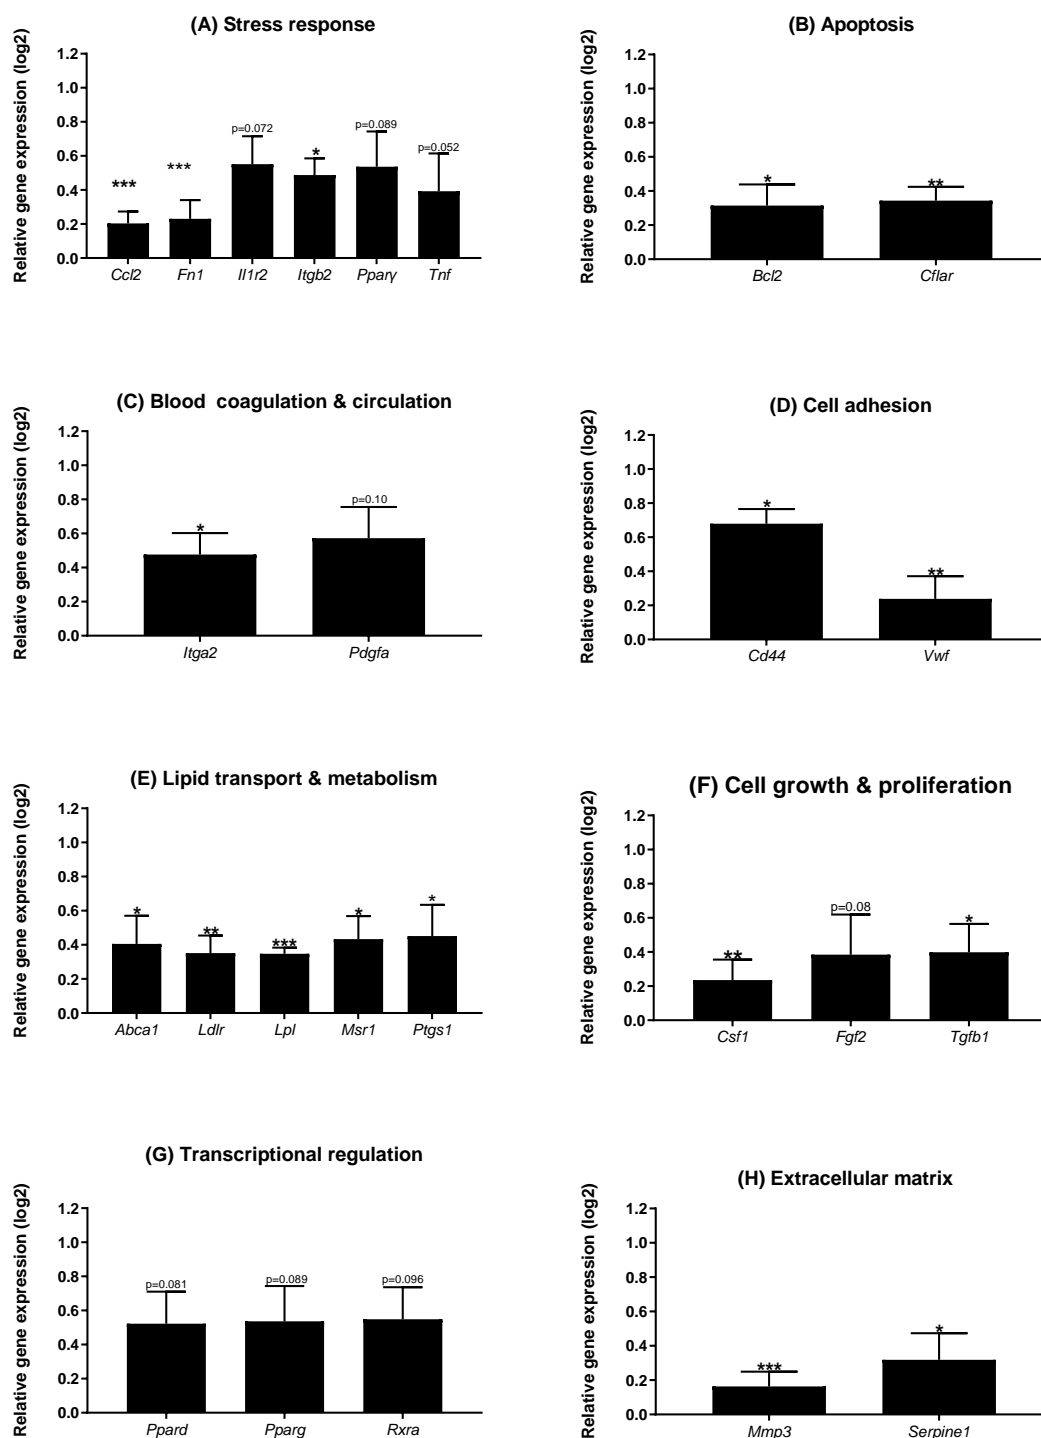 (A) Stress response
Relative gene expression (log2)
1.2
1.0
0.8
0.6
0.4
0.2
0.0
***
***
p=0.072
*
p=0.089
p=0.052
Ccl2 Fn1 Il1r2 Itgb2 Pparγ Tnf
(B) Apoptosis
Relative gene expression (log2)
1.2
1.0
0.8
0.6
0.4
0.2
0.0
*
**
Bcl2 Cflar
(C) Blood coagulation & circulation
Relative gene expression (log2)
1.2
1.0
0.8
0.6
0.4
0.2
0.0
*
p=0.10
Itga2 Pdgfa
(D) Cell adhesion
Relative gene expression (log2)
1.2
1.0
0.8
0.6
0.4
0.2
0.0
*
**
Cd44 Vwf
(E) Lipid transport & metabolism
Relative gene expression (log2)
1.2
1.0
0.8
0.6
0.4
0.2
0.0
*
**
***
*
*
Abca1 Ldlr Lpl Msr1 Ptgs1
(F) Cell growth & proliferation
Relative gene expression (log2)
1.2
1.0
0.8
0.6
0.4
0.2
0.0
**
p=0.08
*
Csf1 Fgf2 Tgfb1
(G) Transcriptional regulation
Relative gene expression (log2)
1.2
1.0
0.8
0.6
0.4
0.2
0.0
p=0.081
p=0.089
p=0.096
Ppard Pparg Rxra
(H) Extracellular matrix
Relative gene expression (log2)
1.2
1.0
0.8
0.6
0.4
0.2
0.0
***
*
Mmp3 Serpine1